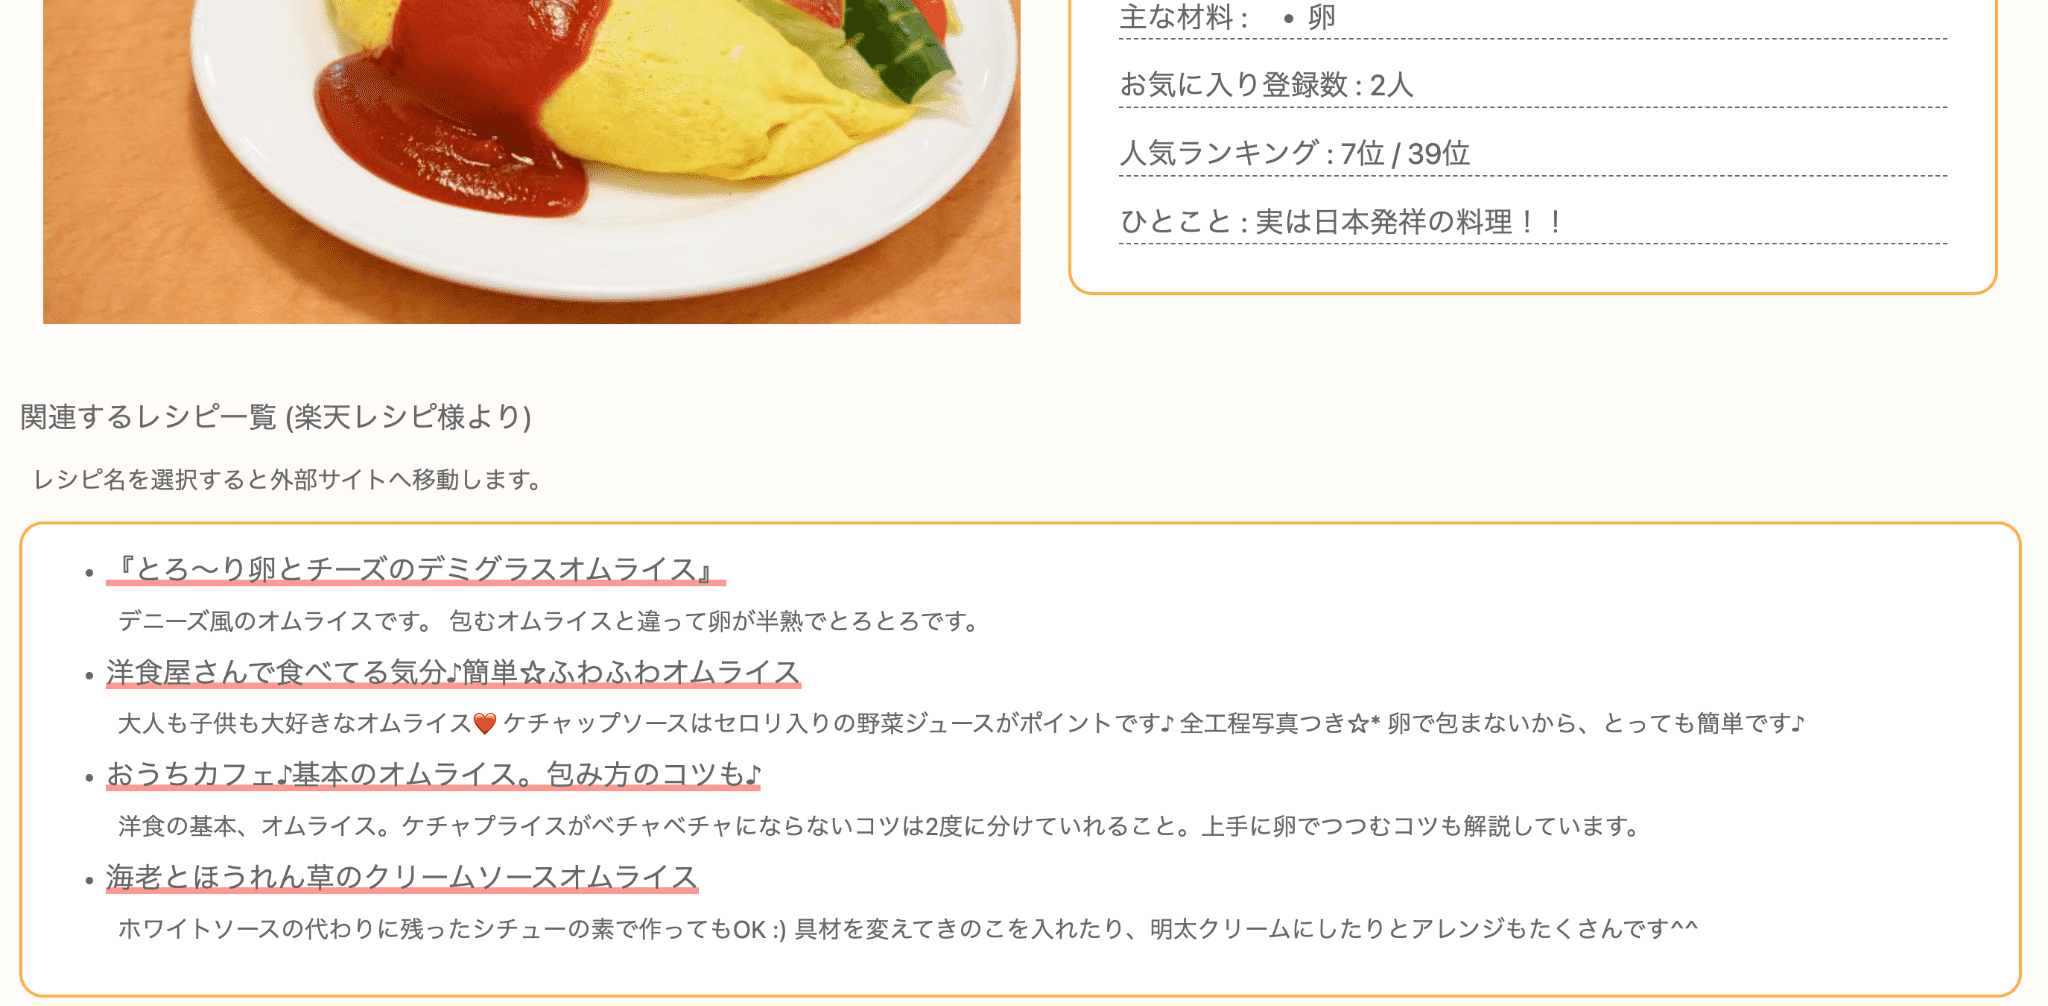 主な材料 : • 卵
お気に入り登録数 : 2人
人気ランキング : 7位 / 39位
ひとこと : 実は日本発祥の料理！！
関連するレシピ一覧 (楽天レシピ様より)
レシピ名を選択すると外部サイトへ移動します。
• 『とろ〜り卵とチーズのデミグラスオムライス』
デニーズ風のオムライスです。 包むオムライスと違って卵が半熟でとろとろです。
• 洋食屋さんで食べてる気分♪簡単☆ふわふわオムライス
大人も子供も大好きなオムライス❤️ ケチャップソースはセロリ入りの野菜ジュースがポイントです♪ 全工程写真つき☆* 卵で包まないから、とっても簡単です♪
• おうちカフェ♪基本のオムライス。包み方のコツも♪
洋食の基本、オムライス。ケチャプライスがベチャベチャにならないコツは2度に分けていれること。上手に卵でつつむコツも解説しています。
• 海老とほうれん草のクリームソースオムライス
ホワイトソースの代わりに残ったシチューの素で作ってもOK :) 具材を変えてきのこを入れたり、明太クリームにしたりとアレンジもたくさんです^^